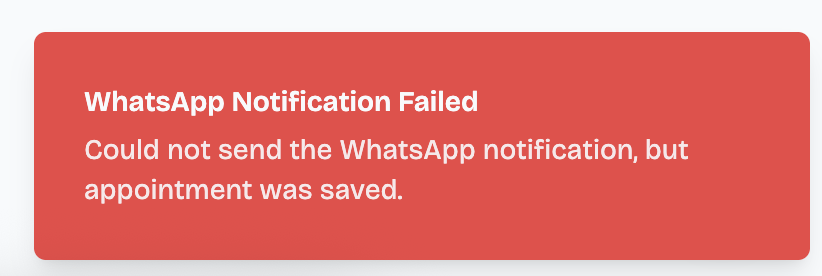 WhatsApp Notification Failed
Could not send the WhatsApp notification, but
appointment was saved.